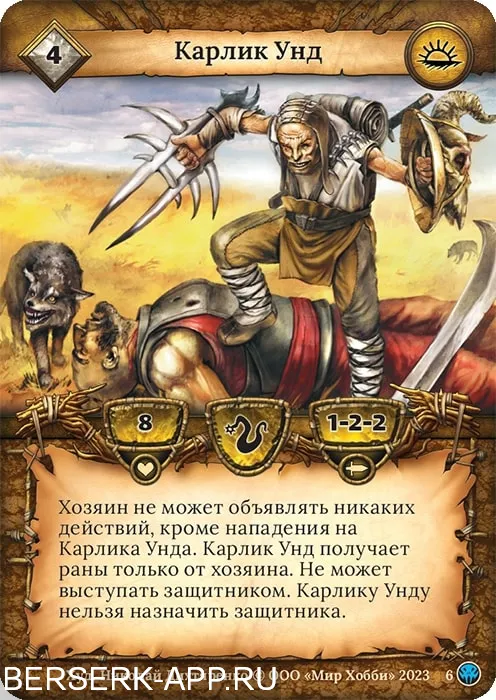 4
Карлик Унд
8
1-2-2
Хозяин не может объявлять никаких
действий, кроме нападения на
Карлика Унда. Карлик Унд получает
раны только от хозяина. Не может
выступать защитником. Карлику Унду
нельзя назначить защитника.
© ООО «Мир Хобби» 2023 6
BERSERK-APP.RU